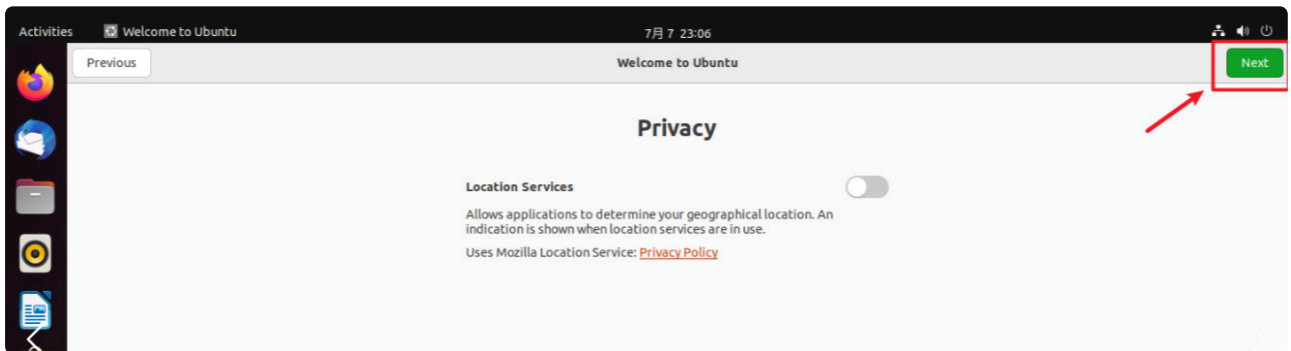 Activities Welcome to Ubuntu 7月 7 23:06
Previous Welcome to Ubuntu Next
Privacy
Location Services
Allows applications to determine your geographical location. An
indication is shown when location services are in use.
Uses Mozilla Location Service: Privacy Policy